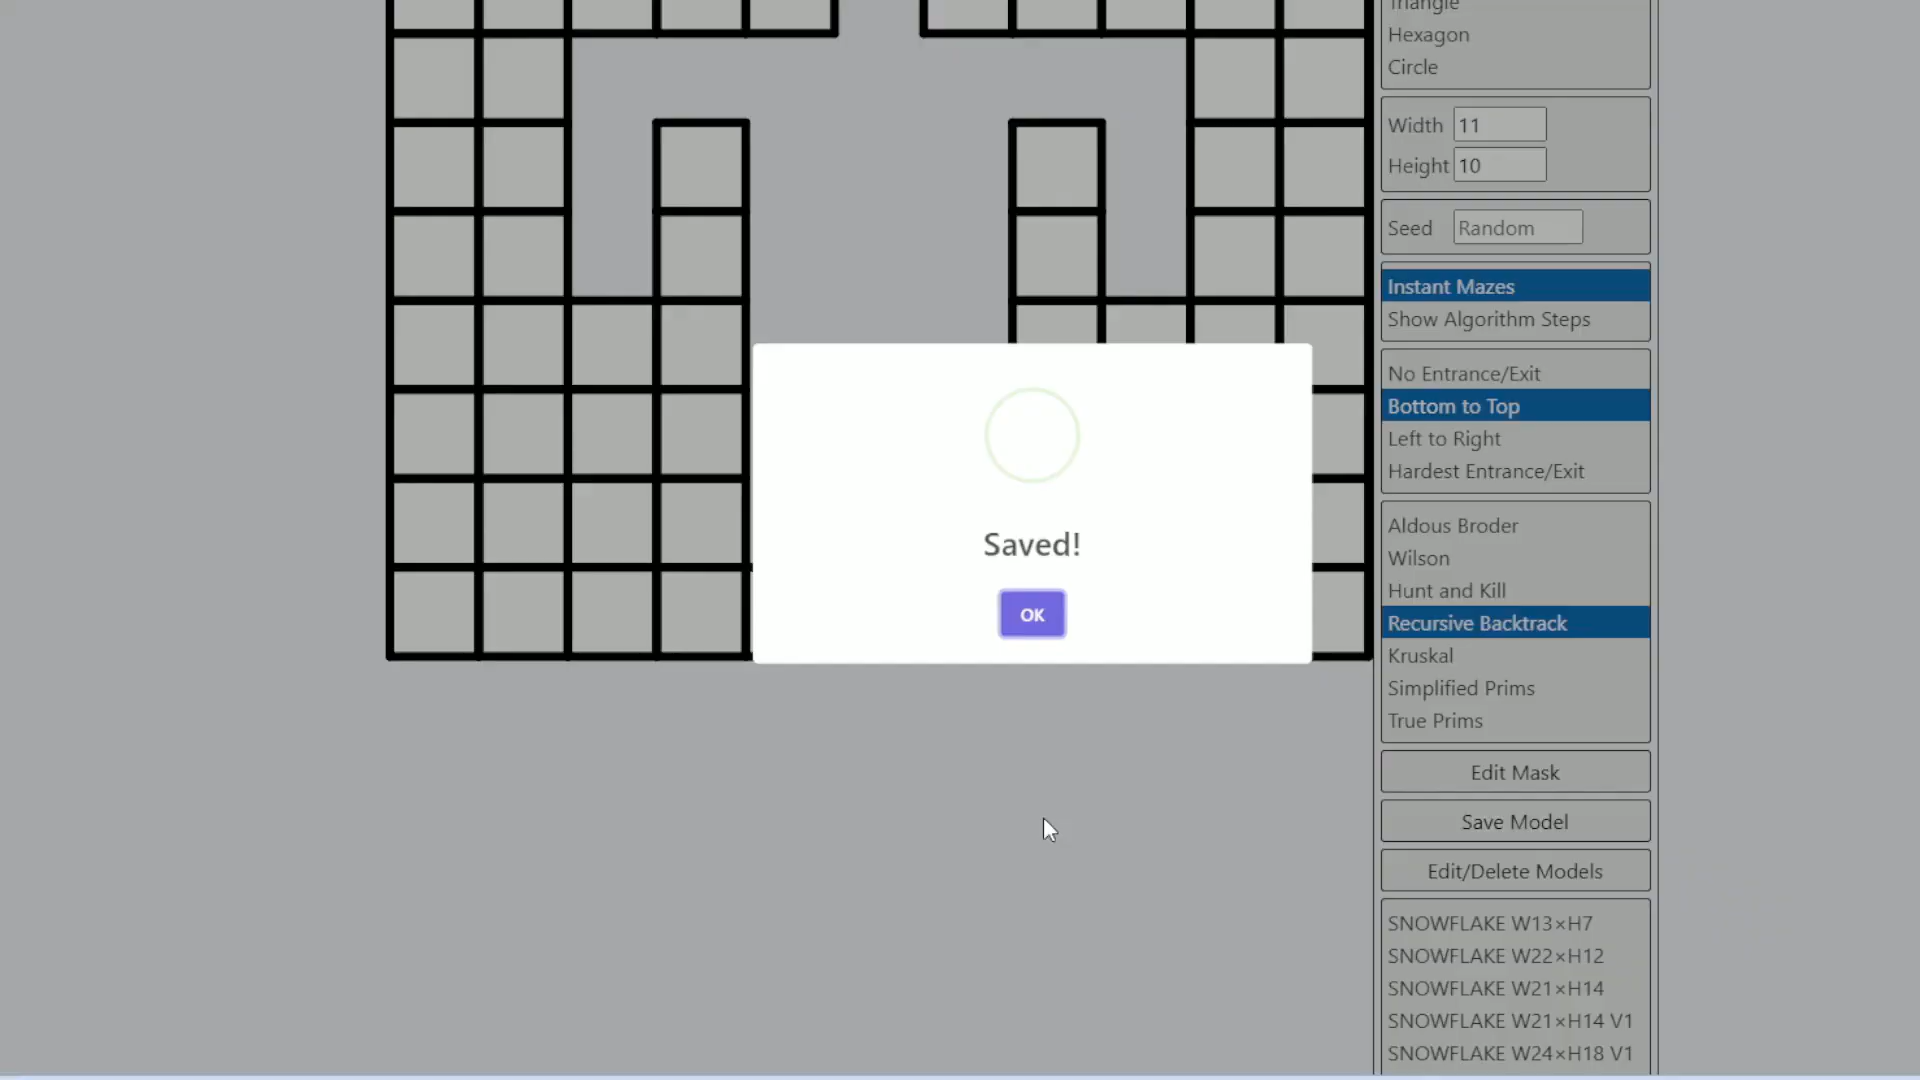 Triangle
Hexagon
Circle
Width 11
Height 10
Seed Random
Instant Mazes
Show Algorithm Steps
No Entrance/Exit
Bottom to Top
Left to Right
Hardest Entrance/Exit
Saved!
OK
Aldous Broder
Wilson
Hunt and Kill
Recursive Backtrack
Kruskal
Simplified Prims
True Prims
Edit Mask
Save Model
Edit/Delete Models
SNOWFLAKE W13×H7
SNOWFLAKE W22×H12
SNOWFLAKE W21×H14
SNOWFLAKE W21×H14 V1
SNOWFLAKE W24×H18 V1